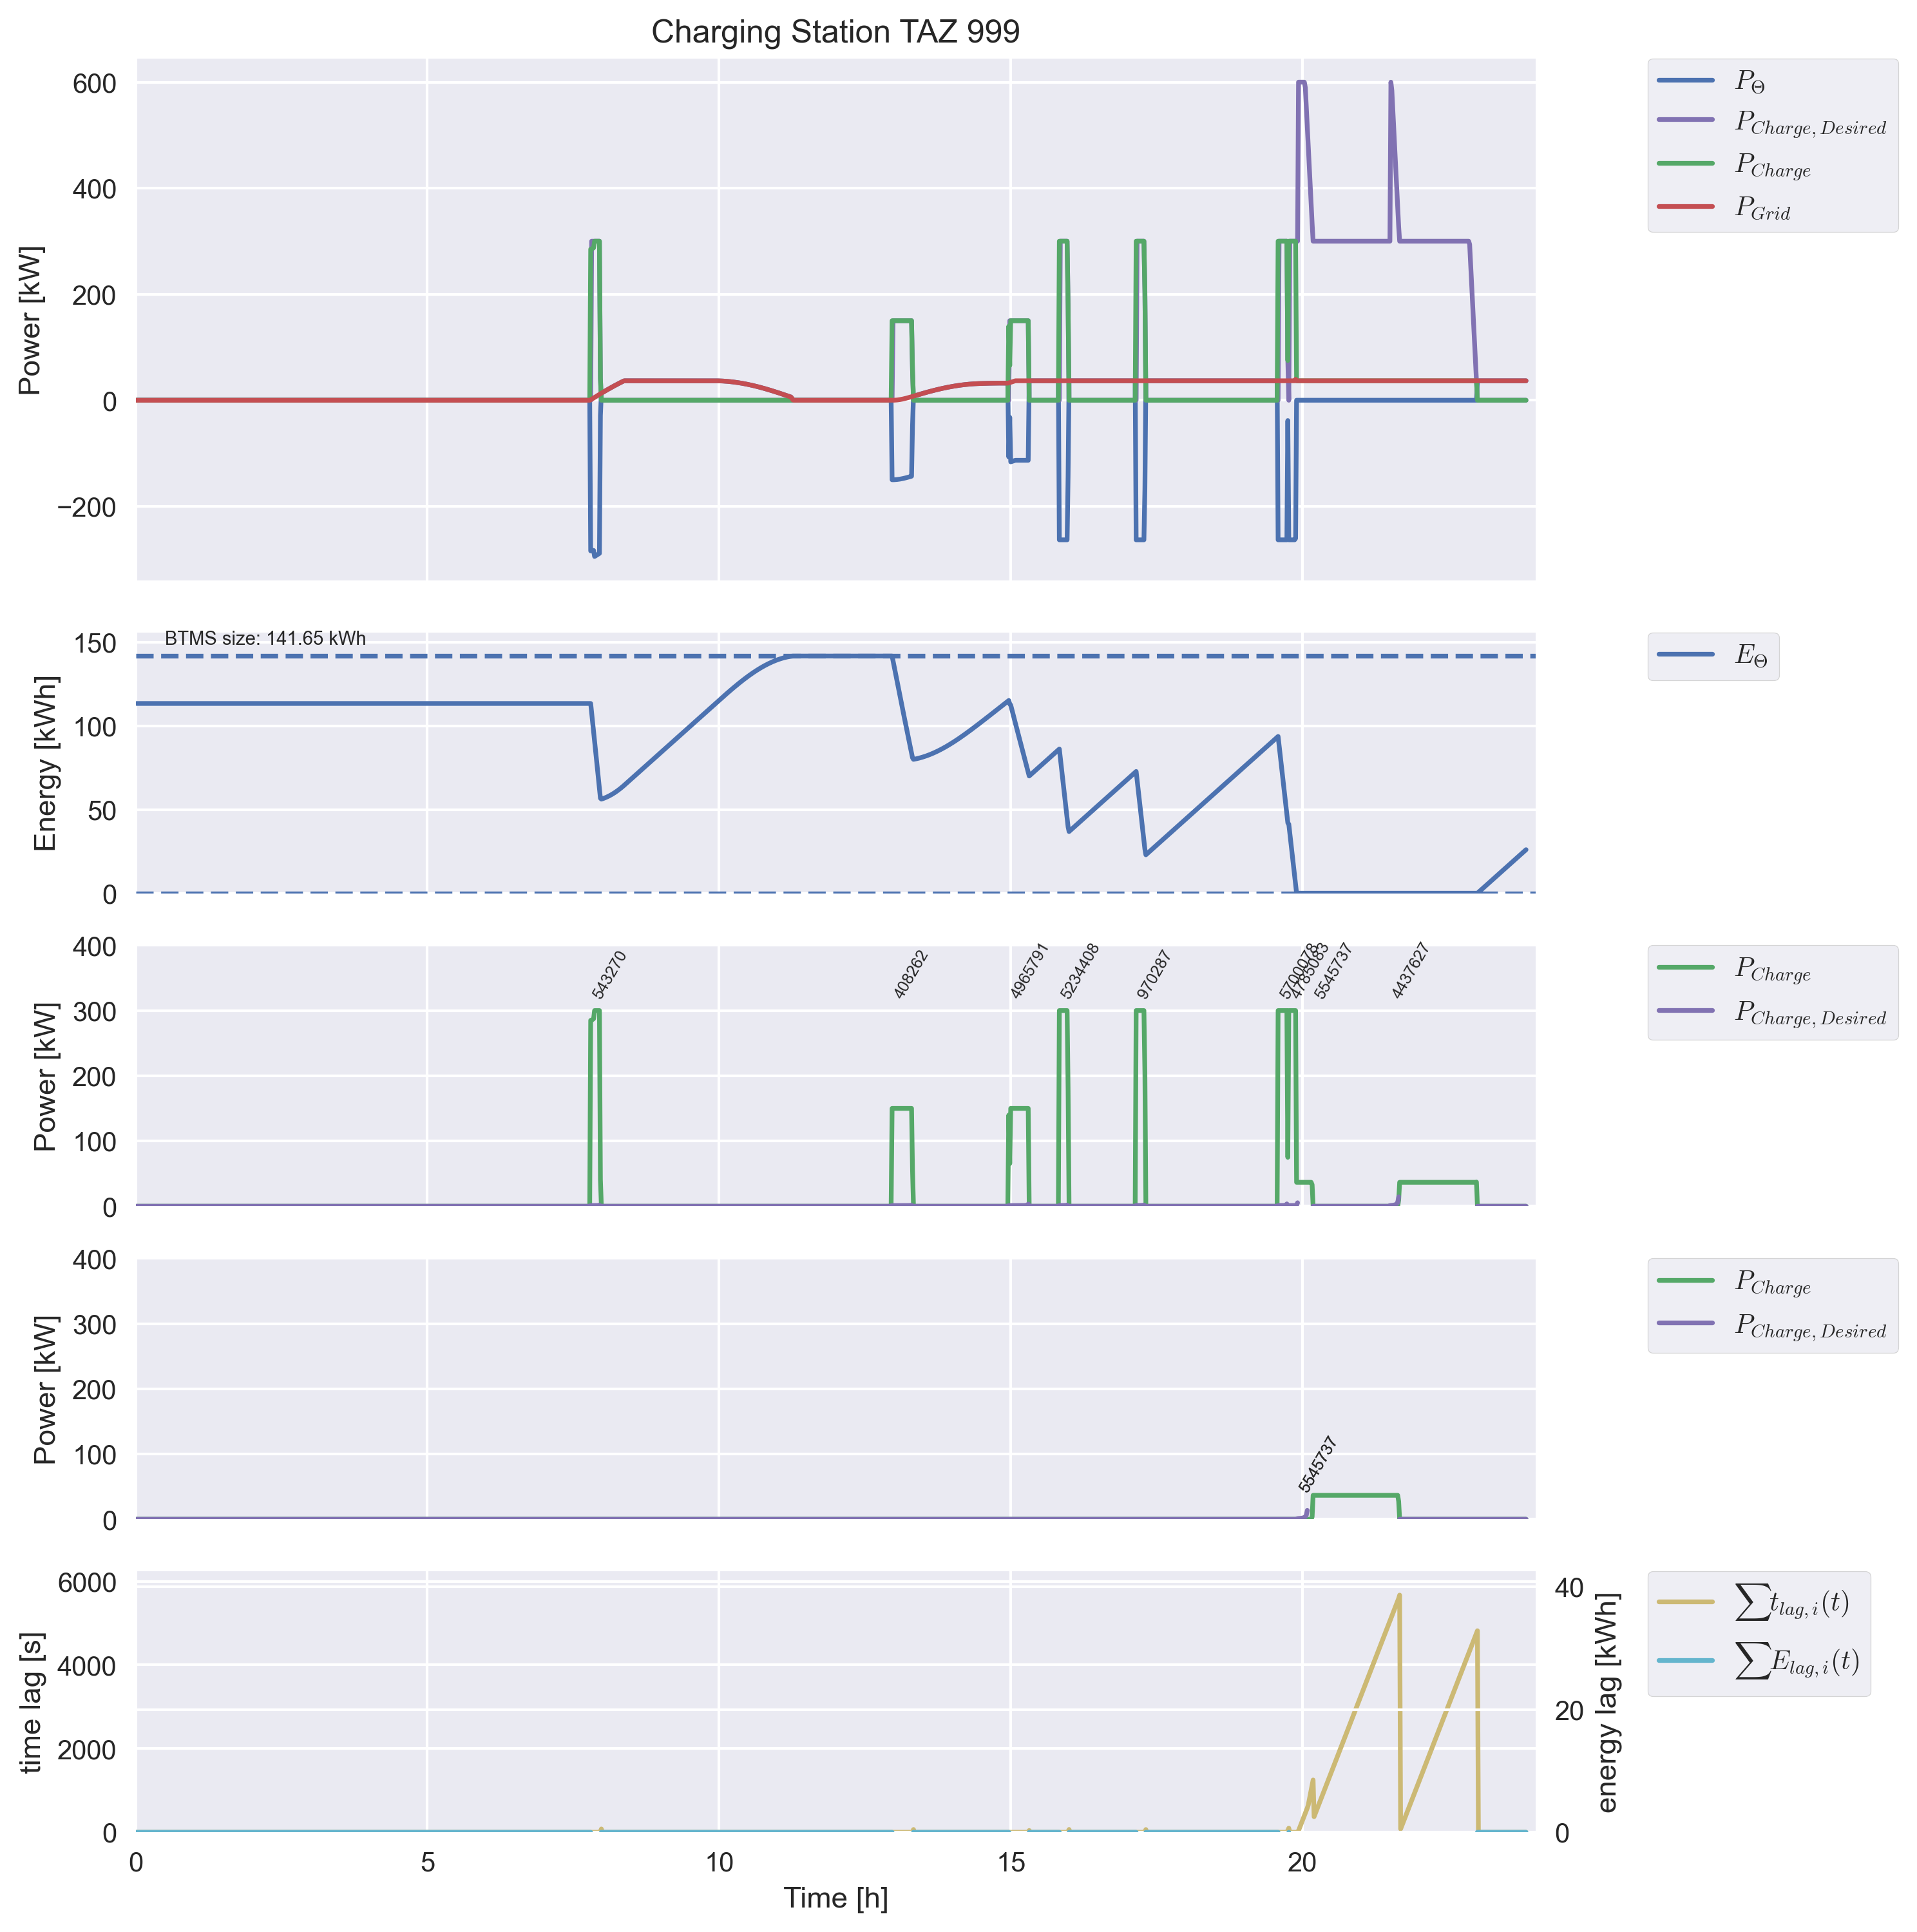 Charging Station TAZ 999
Power [kW]
600
400
200
0
−200
P_Θ
P_Charge, Desired
P_Charge
P_Grid
Energy [kWh]
150
100
50
0
BTMS size: 141.65 kWh
E_Θ
Power [kW]
400
300
200
100
0
543270
408262
4965791
5234408
970287
5700078
4785083
5545737
4437627
P_Charge
P_Charge, Desired
Power [kW]
400
300
200
100
0
5545737
P_Charge
P_Charge, Desired
time lag [s]
6000
4000
2000
0
energy lag [kWh]
40
20
0
∑t_lag, i(t)
∑E_lag, i(t)
0 5 10 15 20
Time [h]